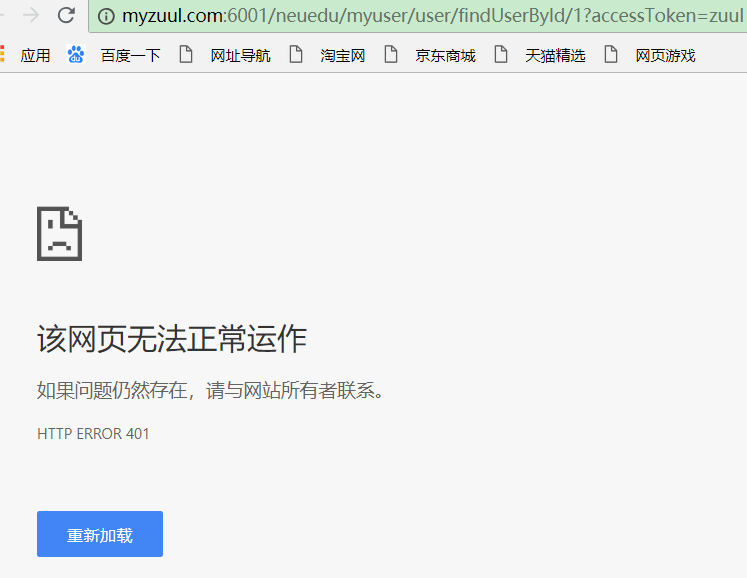 myzuul.com:6001/neuedu/myuser/user/findUserById/1?accessToken=zuul
应用 百度一下 网址导航 淘宝网 京东商城 天猫精选 网页游戏
该网页无法正常运作
如果问题仍然存在，请与网站所有者联系。
HTTP ERROR 401
重新加载